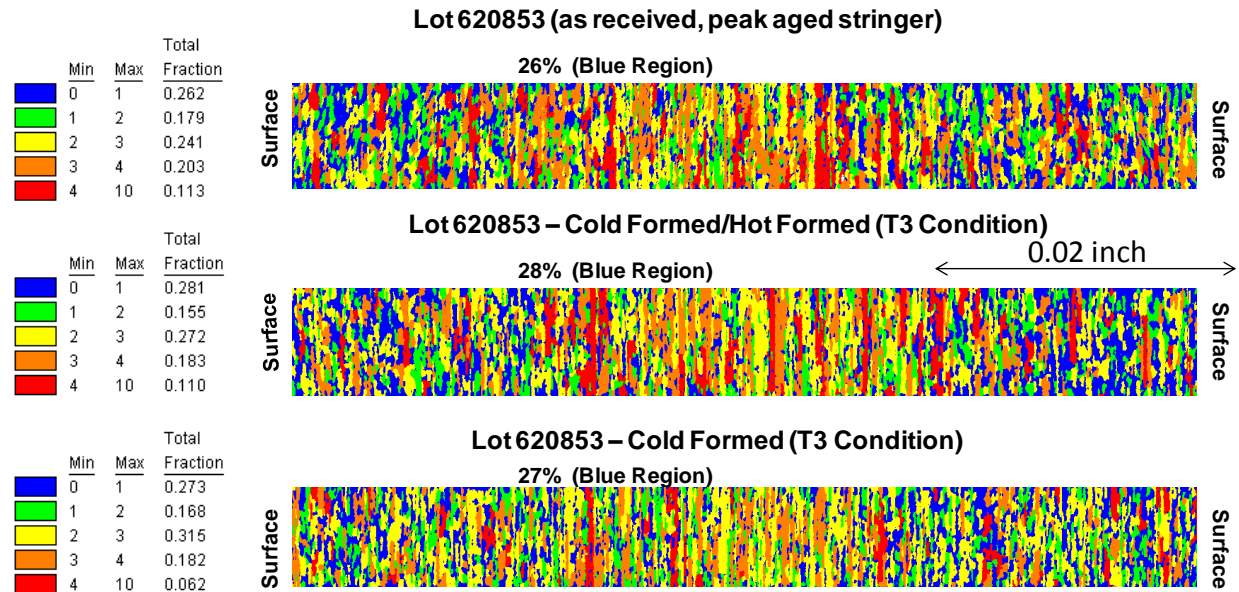 Lot 620853 (as received, peak aged stringer)
Total
Min Max Fraction
0 1 0.262
1 2 0.179
2 3 0.241
3 4 0.203
4 10 0.113
26% (Blue Region)
Surface
Surface
Lot 620853 – Cold Formed/Hot Formed (T3 Condition)
Total
Min Max Fraction
0 1 0.281
1 2 0.155
2 3 0.272
3 4 0.183
4 10 0.110
28% (Blue Region)
0.02 inch
Surface
Surface
Lot 620853 – Cold Formed (T3 Condition)
Total
Min Max Fraction
0 1 0.273
1 2 0.168
2 3 0.315
3 4 0.182
4 10 0.062
27% (Blue Region)
Surface
Surface